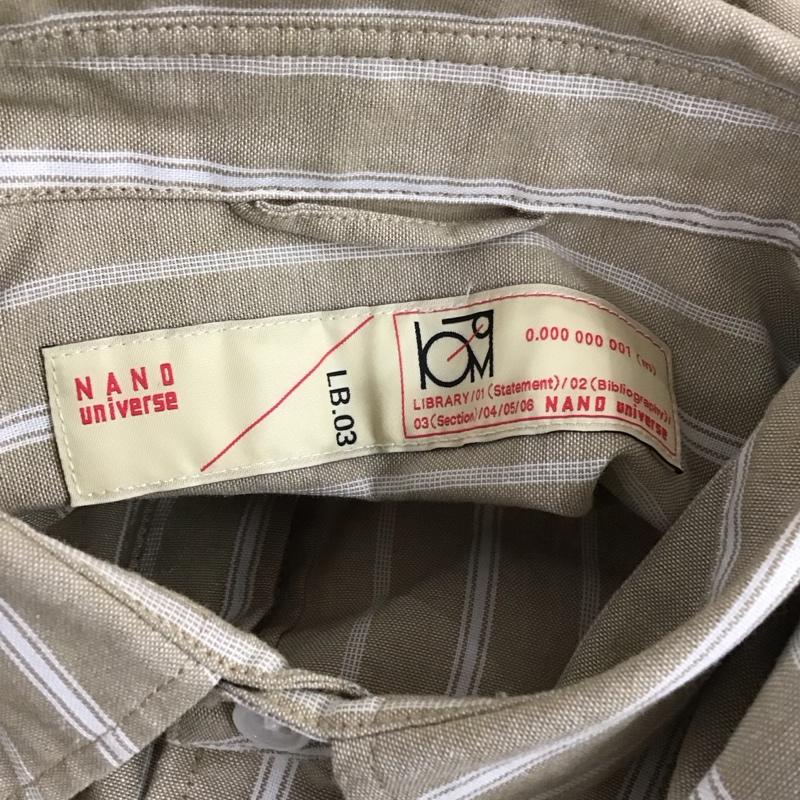 NANO
universe
LB.03
0.000 000 001 (m)
LIBRARY/01(Statement)/02(Bibliography)/
03(Section)/04/05/06 NANO universe